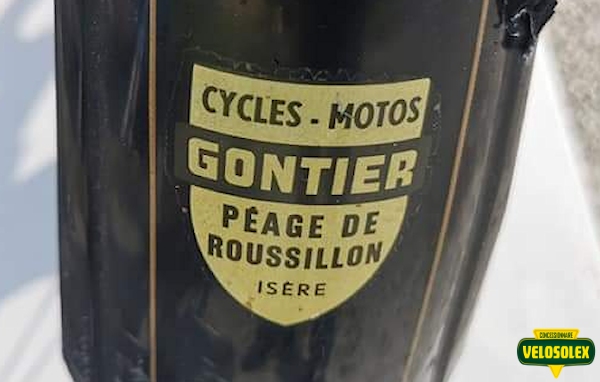 CYCLES - MOTOS
GONTIER
PÉAGE DE
ROUSSILLON
ISÈRE
CONCESSIONNAIRE
VELOSOLEX